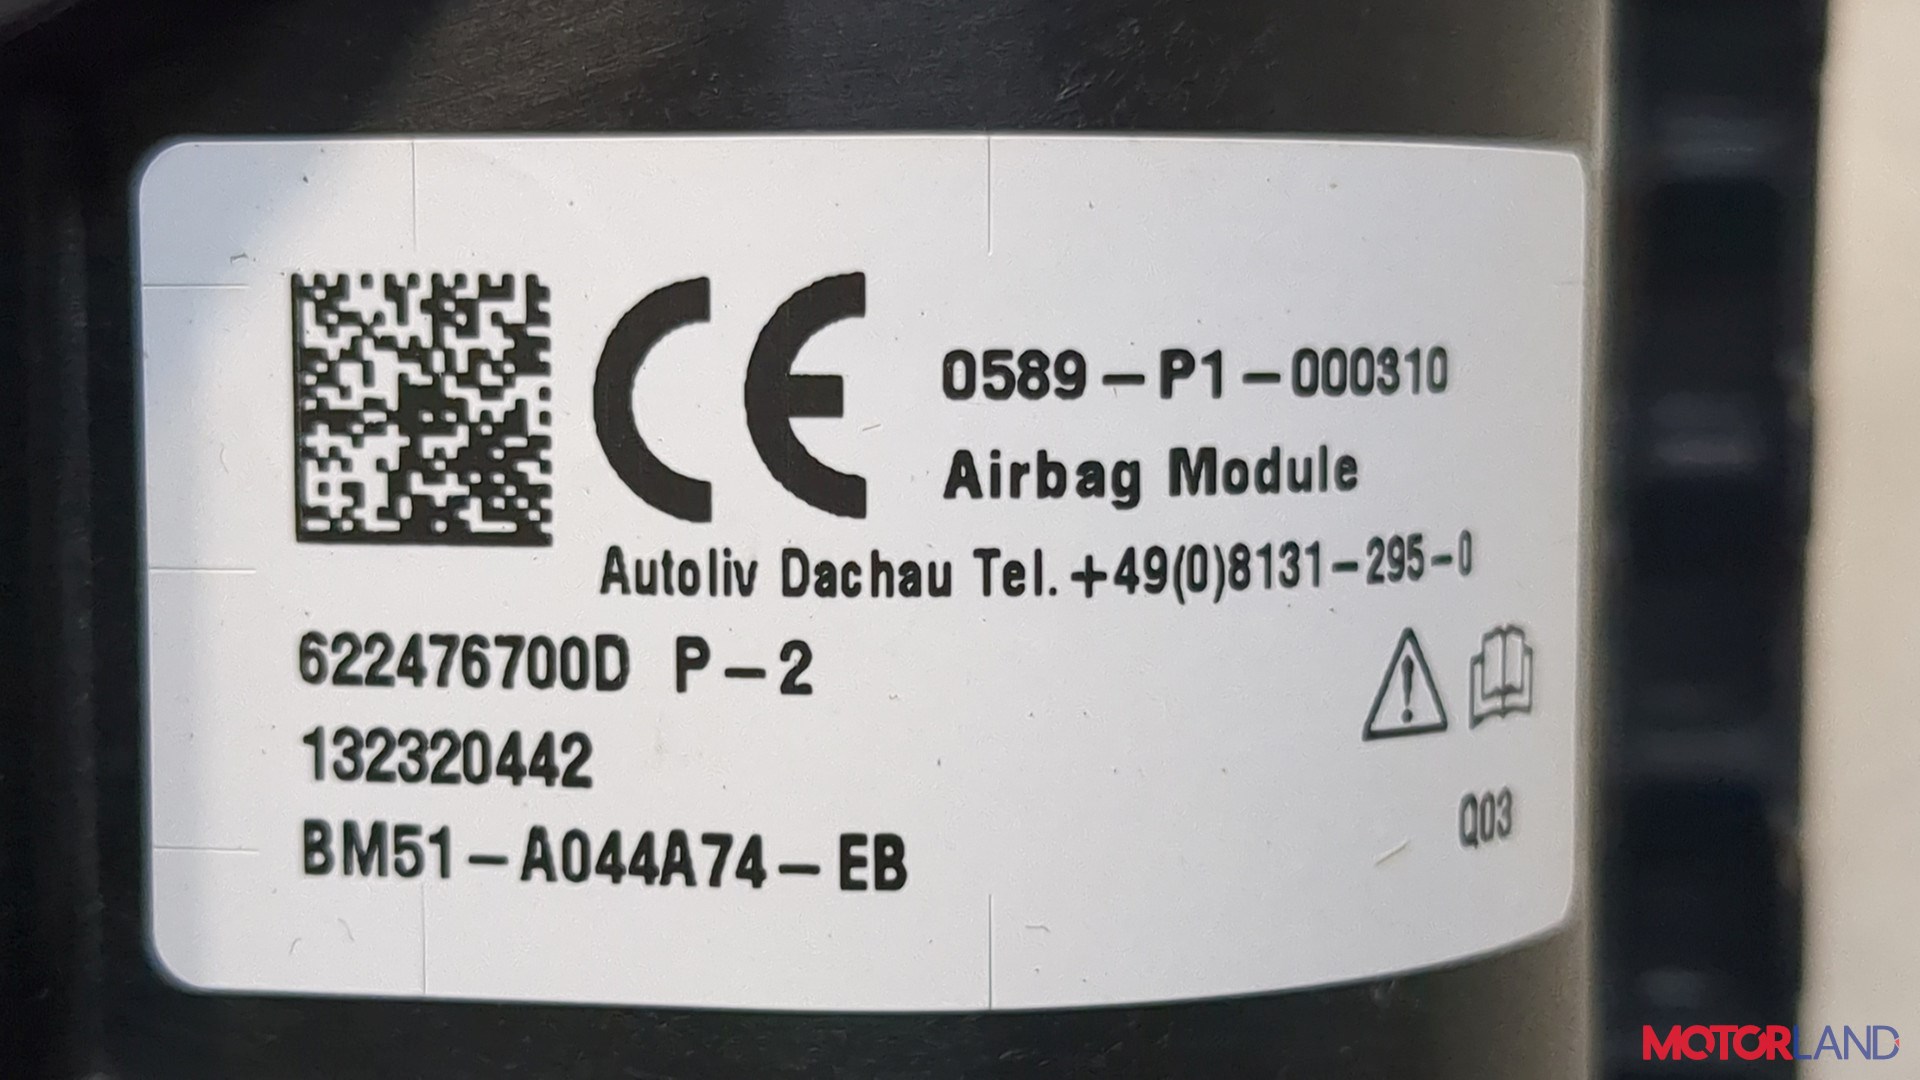 CE
0589-P1-000310
Airbag Module
Autoliv Dachau Tel. +49(0)8131-295-0
622476700D P-2
132320442
BM51-A044A74-EB
Q03
MOTORLAND